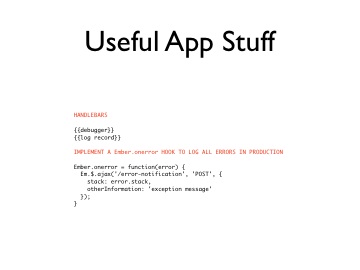 Useful App Stuff
HANDLEBARS
{{debugger}}
{{log record}}
IMPLEMENT A Ember.onerror HOOK TO LOG ALL ERRORS IN PRODUCTION
Ember.onerror = function(error) {
  Em.$.ajax('/error-notification', 'POST', {
    stack: error.stack,
    otherInformation: 'exception message'
  });
}